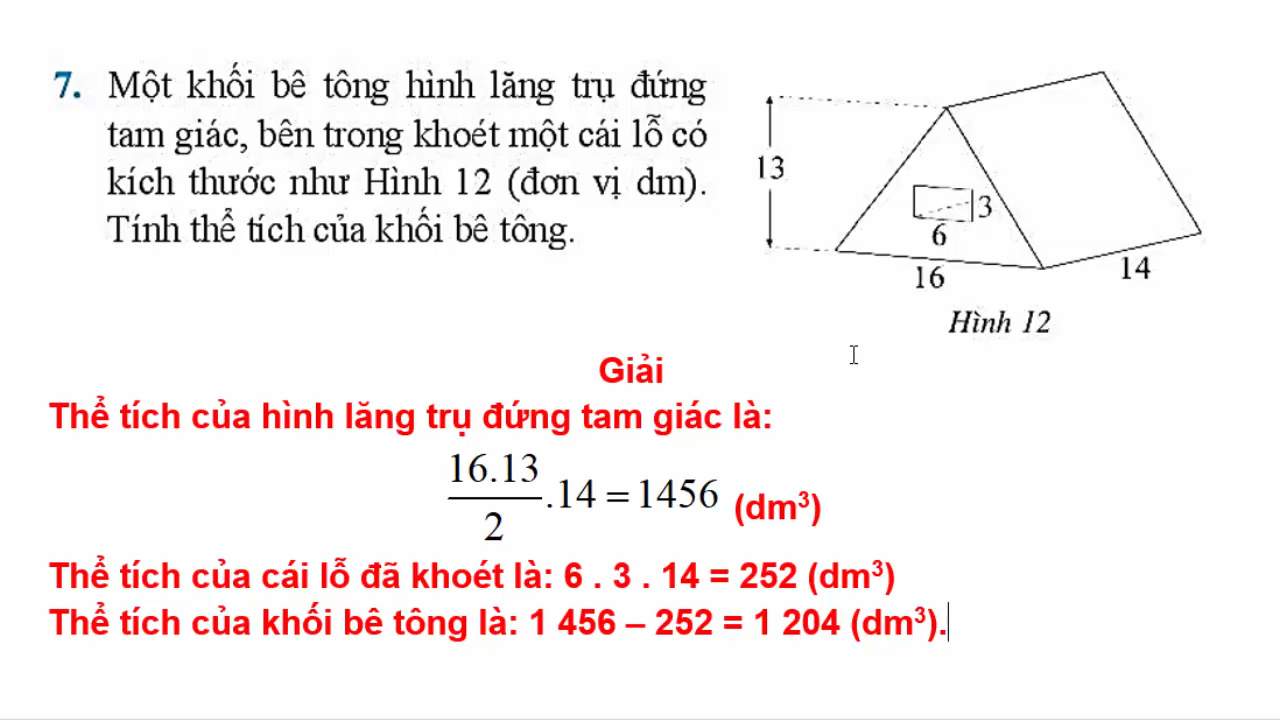 7. Một khối bê tông hình lăng trụ đứng
tam giác, bên trong khoét một cái lỗ có
kích thước như Hình 12 (đơn vị dm).
Tính thể tích của khối bê tông.
13
3
6
16
14
Hình 12
Giải
Thể tích của hình lăng trụ đứng tam giác là:
16.13/2 .14 = 1456 (dm³)
Thể tích của cái lỗ đã khoét là: 6 . 3 . 14 = 252 (dm³)
Thể tích của khối bê tông là: 1 456 – 252 = 1 204 (dm³).